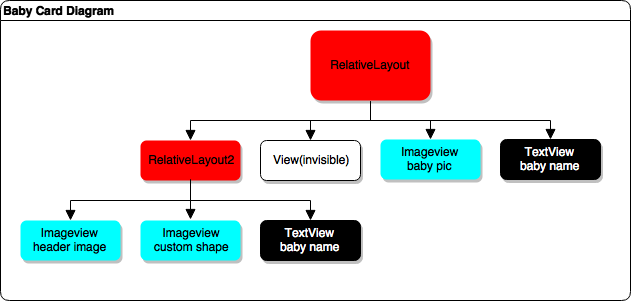 Baby Card Diagram
RelativeLayout
RelativeLayout2
View(invisible)
Imageview
baby pic
TextView
baby name
Imageview
header image
Imageview
custom shape
TextView
baby name